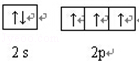 ↑↓↵ ↑↵ ↑↵ ↑↵
2 s 2p↵